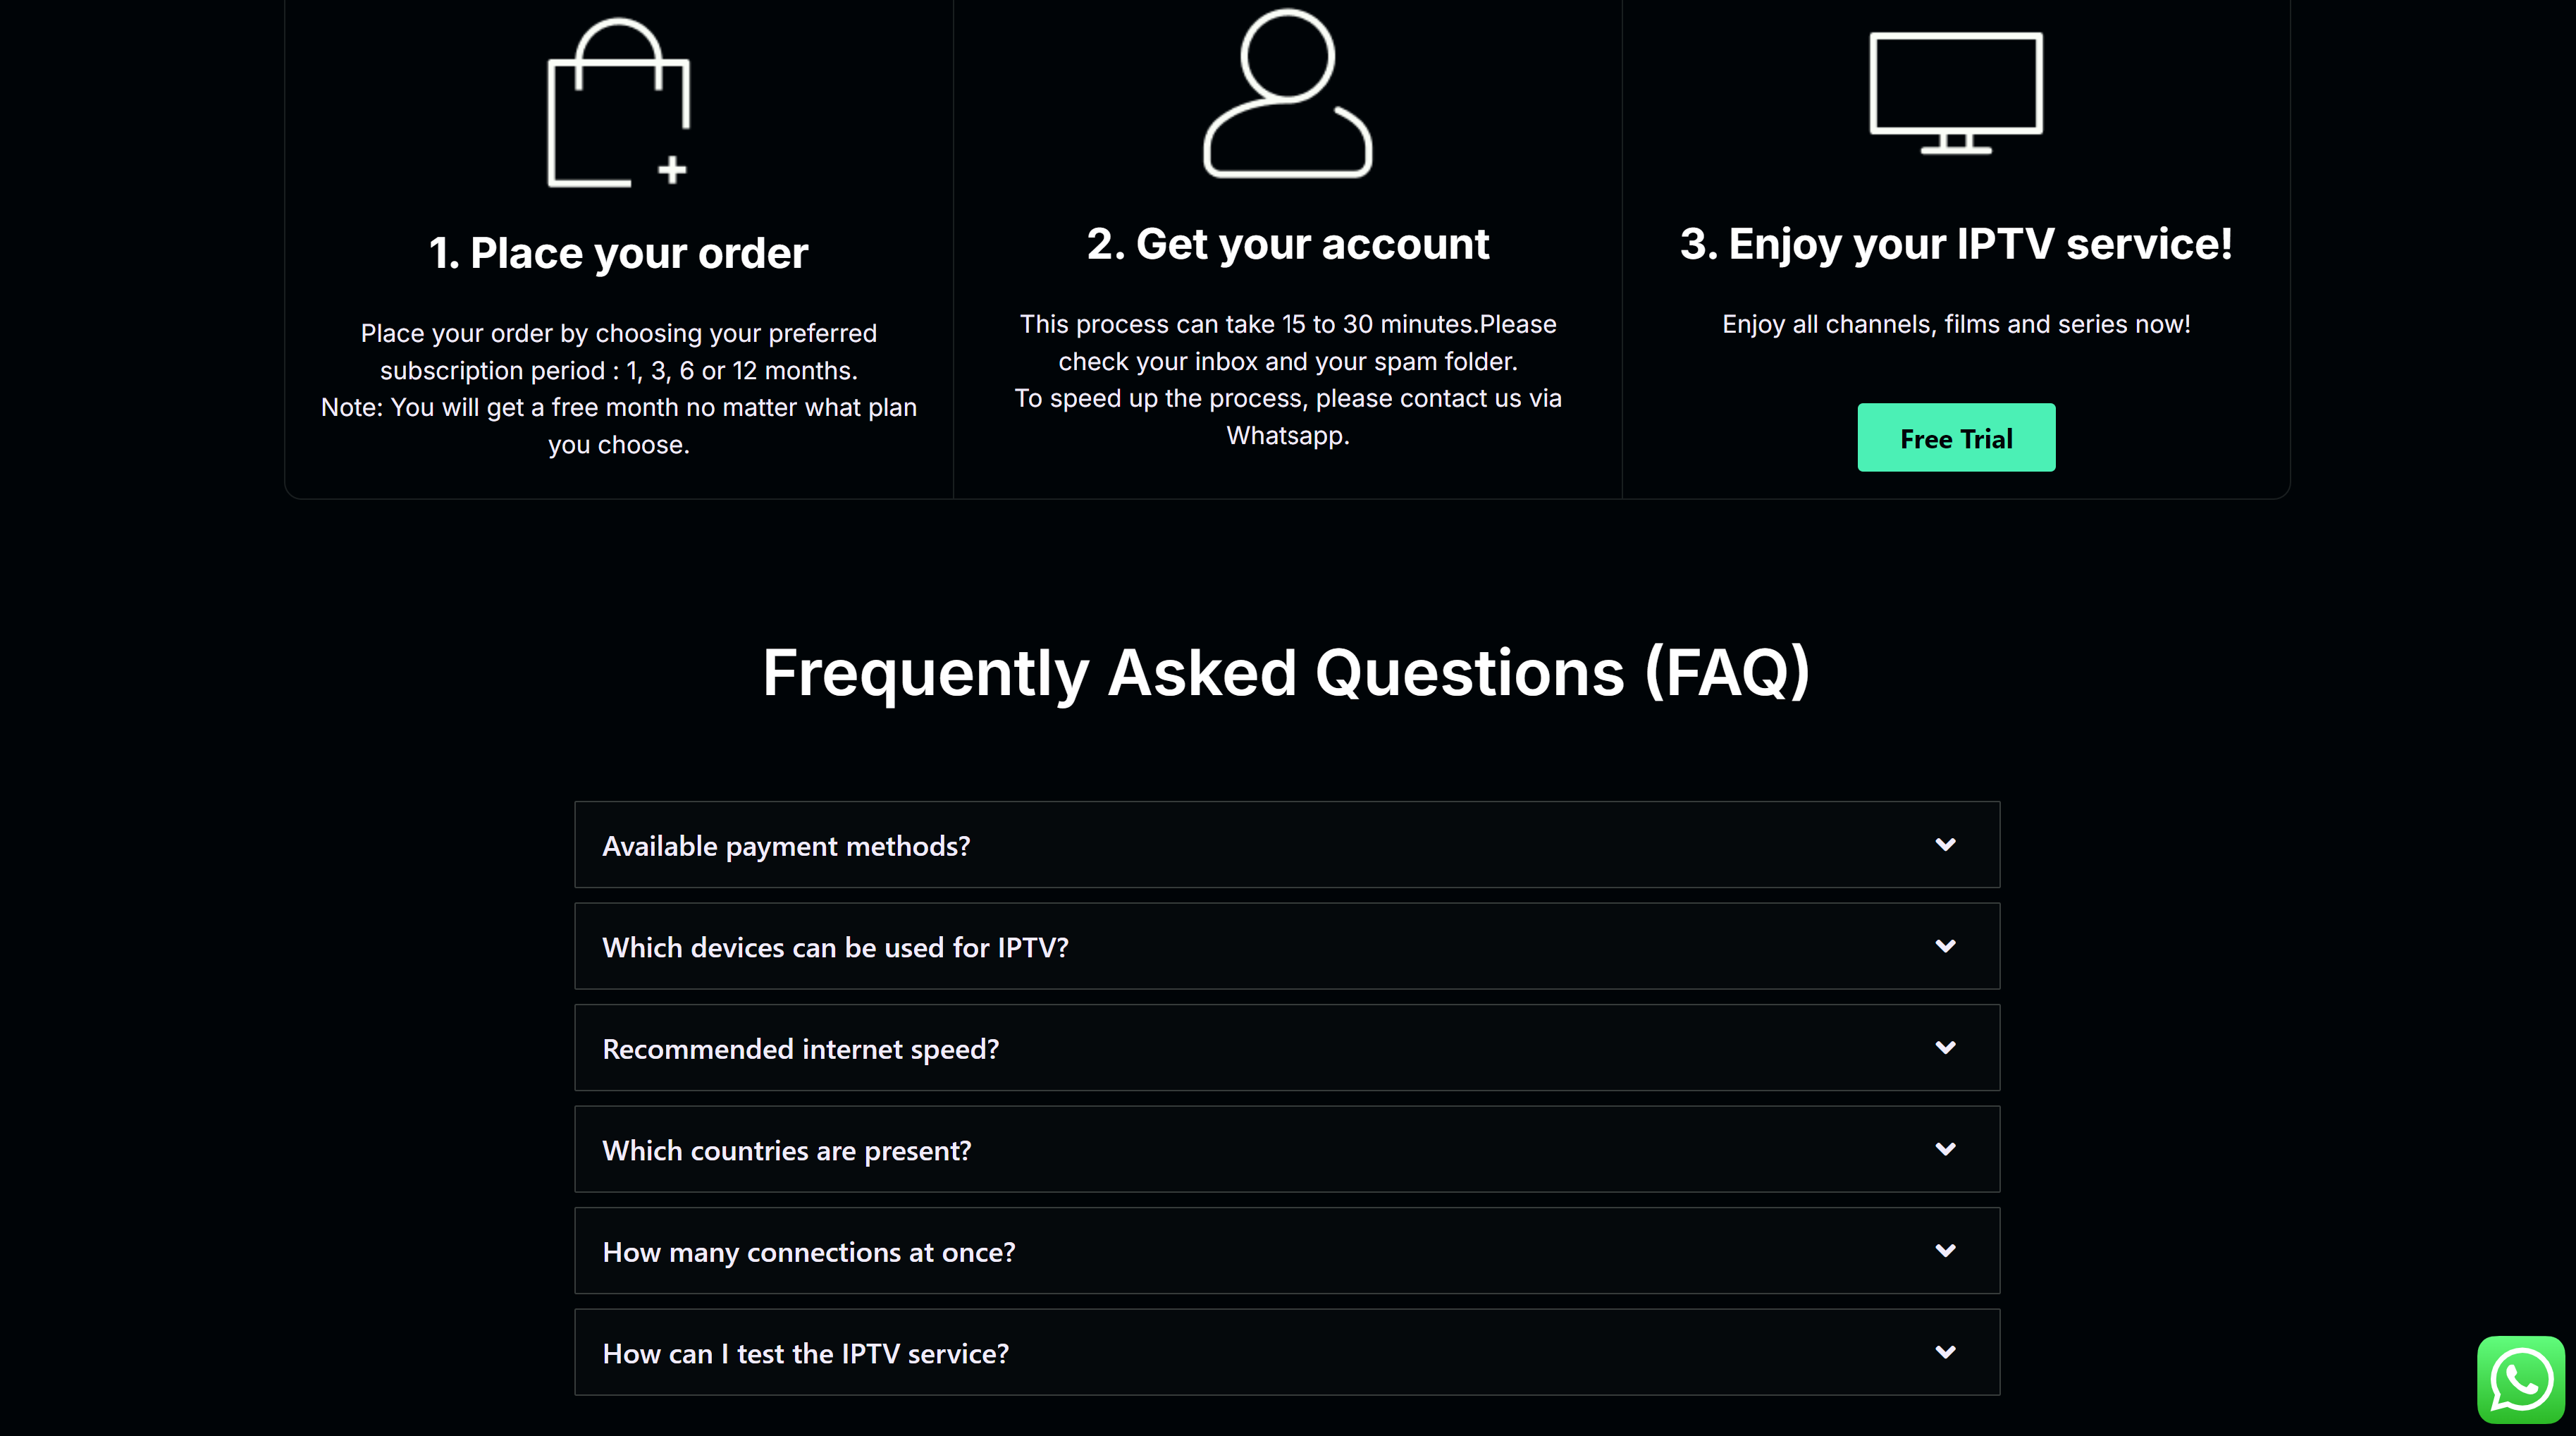 1. Place your order
Place your order by choosing your preferred
subscription period : 1, 3, 6 or 12 months.
Note: You will get a free month no matter what plan
you choose.
2. Get your account
This process can take 15 to 30 minutes.Please
check your inbox and your spam folder.
To speed up the process, please contact us via
Whatsapp.
3. Enjoy your IPTV service!
Enjoy all channels, films and series now!
Free Trial
Frequently Asked Questions (FAQ)
Available payment methods?
Which devices can be used for IPTV?
Recommended internet speed?
Which countries are present?
How many connections at once?
How can I test the IPTV service?